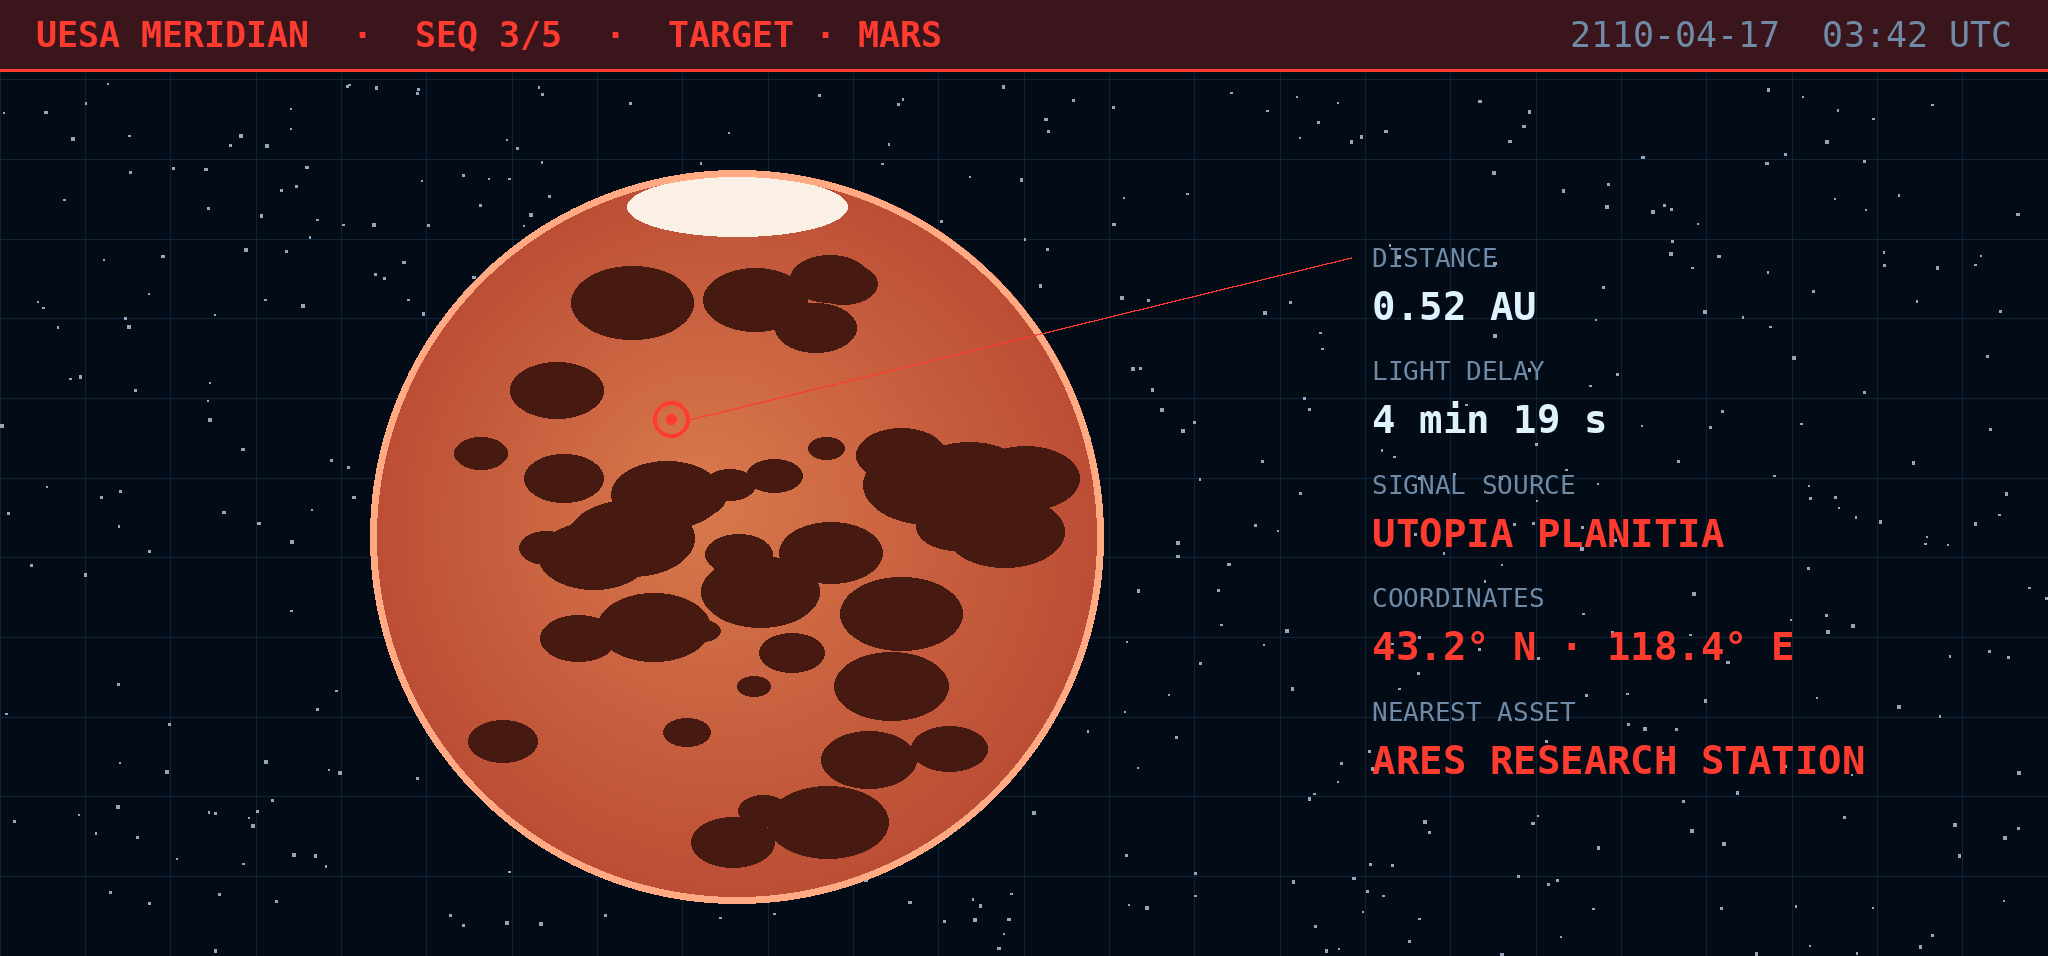 UESA MERIDIAN · SEQ 3/5 · TARGET · MARS 2110-04-17 03:42 UTC
DISTANCE
0.52 AU
LIGHT DELAY
4 min 19 s
SIGNAL SOURCE
UTOPIA PLANITIA
COORDINATES
43.2° N · 118.4° E
NEAREST ASSET
ARES RESEARCH STATION